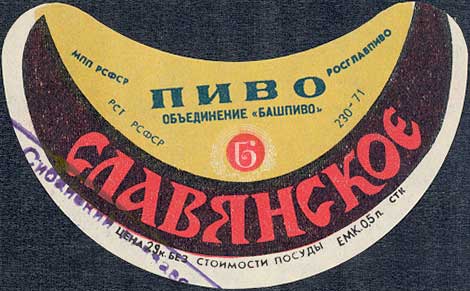 МПП РСФСР
РОСГЛАВПИВО
ПИВО
ОБЪЕДИНЕНИЕ «БАШПИВО»
РСТ РСФСР
230-71
Б
СЛАВЯНСКОЕ
ЦЕНА 29 к. БЕЗ СТОИМОСТИ ПОСУДЫ ЕМК. 0,5 л. СТК